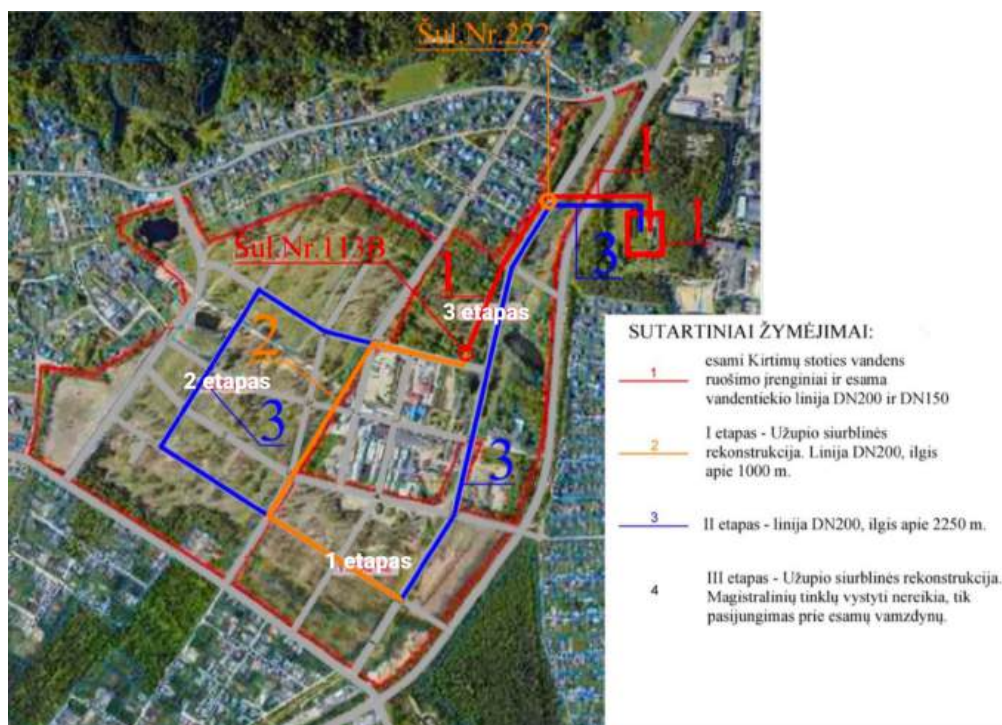 Šul.Nr.222
1
1
3
Šul.Nr.113B
1
3 etapas
2
2 etapas
3
3
1 etapas
SUTARTINIAI ŽYMĖJIMAI:
1
esami Kirtimų stoties vandens
ruošimo įrenginiai ir esama
vandentiekio linija DN200 ir DN150
2
I etapas - Užupio siurblinės
rekonstrukcija. Linija DN200, ilgis
apie 1000 m.
3
II etapas - linija DN200, ilgis apie 2250 m.
4
III etapas - Užupio siurblinės rekonstrukcija.
Magistralinių tinklų vystyti nereikia, tik
pasijungimas prie esamų vamzdynų.